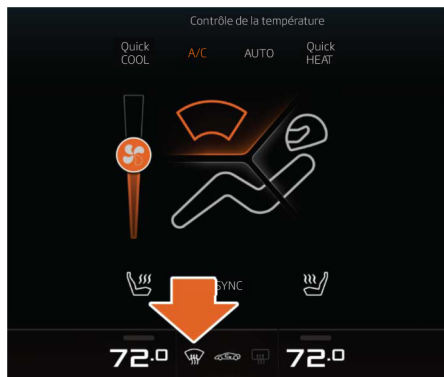 Contrôle de la température
Quick COOL A/C AUTO Quick HEAT
SYNC
72.0 72.0